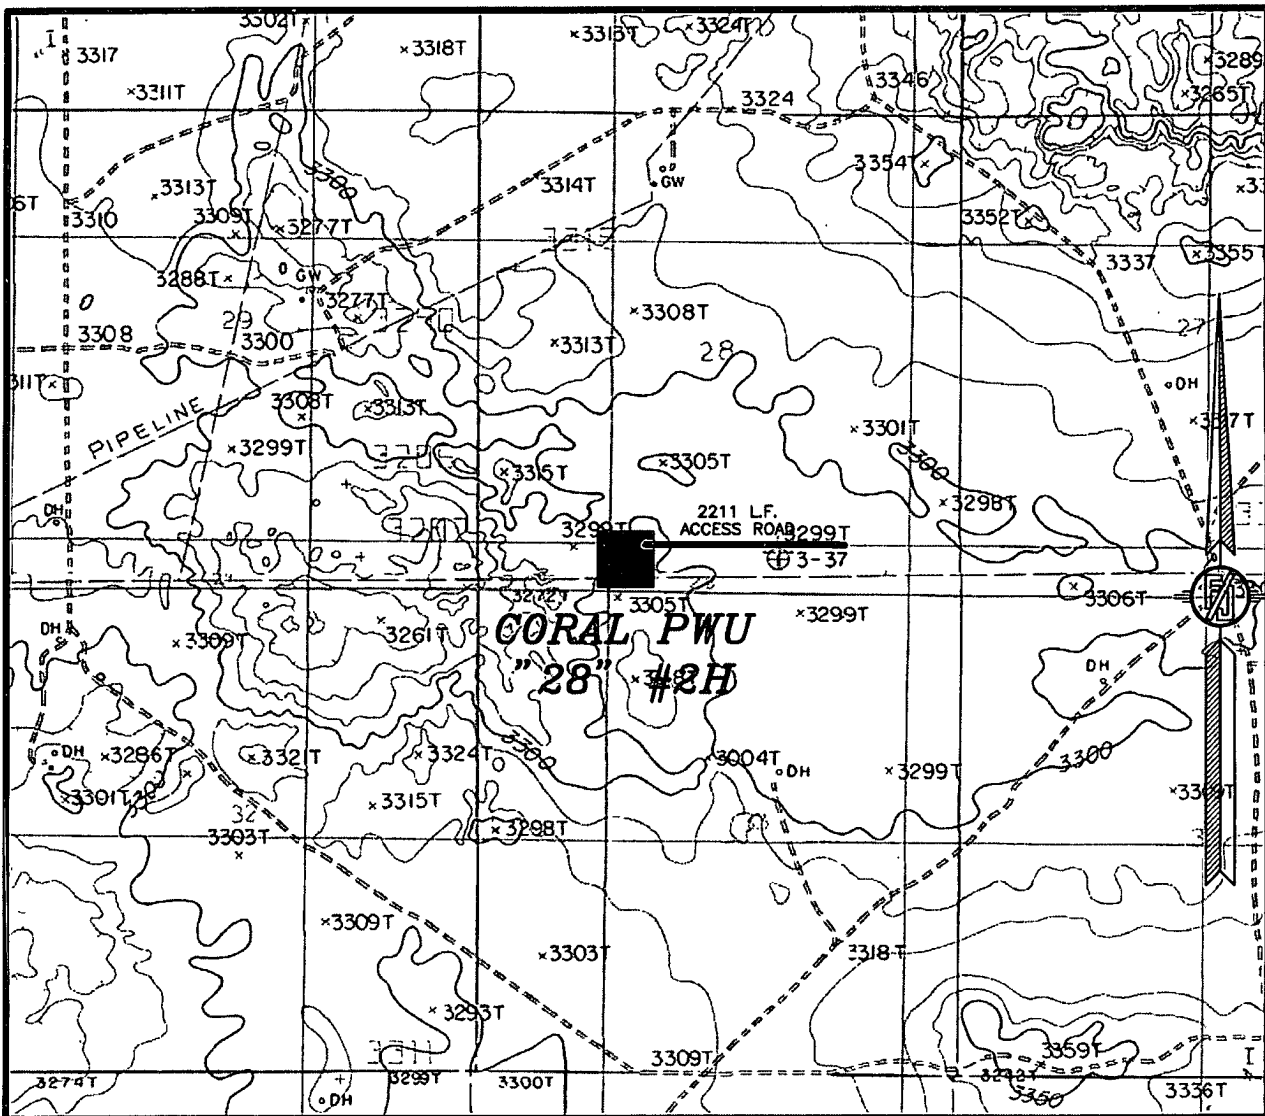 3302T
3317
3318T
3313T
3324T
3346
3289
3311T
3324
3265T
3354T
3313T
3300
3314T
GW
3310
3309T
3277T
3352T
3337
3355T
3288T
GW
3277T
3308T
3308
29
3300
3313T
28
27
311T
DH
PIPELINE
3308T
3313T
3301T
3299T
3315T
3305T
3300
3298T
DH
2211 L.F.
ACCESS ROAD
3299T
3299T
3-37
3305T
3299T
3306T
DH
3309T
3261T
CORAL PWU
"28" #2H
DH
DH
3286T
3321T
3324T
3300
3004T
DH
3299T
3300
3301T
3315T
32
3303T
3298T
3309T
3303T
3318T
3293T
3311
3309T
3359T
3274T
3299T
3300T
DH
3350
3336T